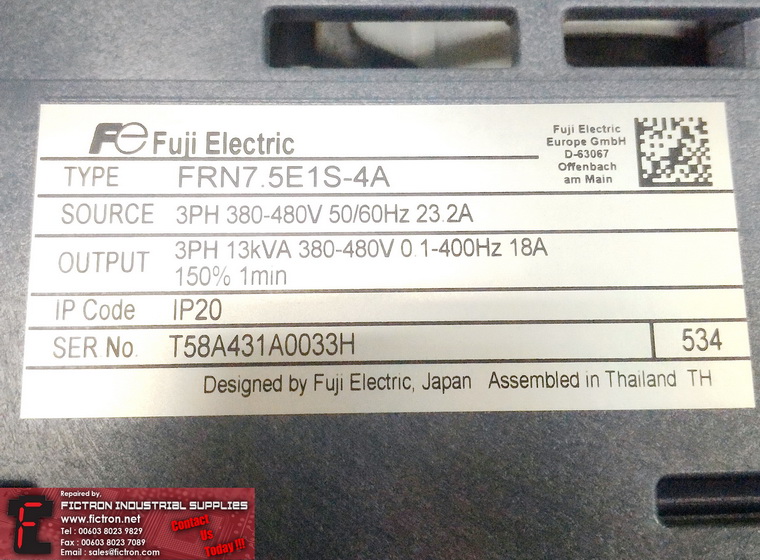 Fe Fuji Electric
Fuji Electric
Europe GmbH
D-63067
Offenbach
am Main
TYPE FRN7.5E1S-4A
SOURCE 3PH 380-480V 50/60Hz 23.2A
OUTPUT 3PH 13kVA 380-480V 0.1-400Hz 18A
150% 1min
IP Code IP20
SER No. T58A431A0033H 534
Designed by Fuji Electric, Japan Assembled in Thailand TH
Repaired by,
FICTRON INDUSTRIAL SUPPLIES
www.fictron.net
Tel : 00603 8023 9829
Fax : 00603 8023 7089
Email : sales@fictron.com
Contact
Us
Today!!!